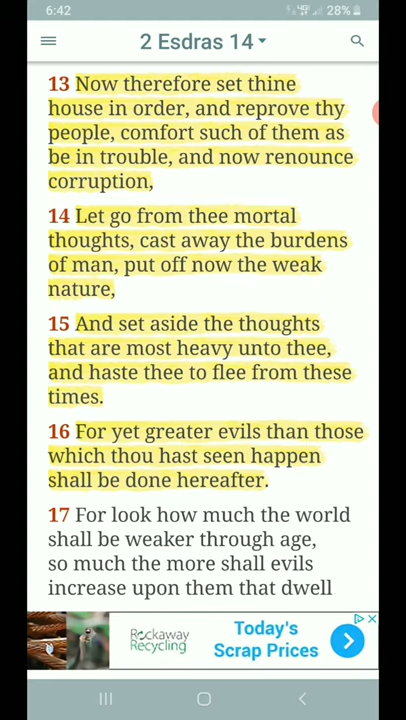 6:42
28%
2 Esdras 14
13 Now therefore set thine
house in order, and reprove thy
people, comfort such of them as
be in trouble, and now renounce
corruption,
14 Let go from thee mortal
thoughts, cast away the burdens
of man, put off now the weak
nature,
15 And set aside the thoughts
that are most heavy unto thee,
and haste thee to flee from these
times.
16 For yet greater evils than those
which thou hast seen happen
shall be done hereafter.
17 For look how much the world
shall be weaker through age,
so much the more shall evils
increase upon them that dwell
Rockaway
Recycling
Today's
Scrap Prices